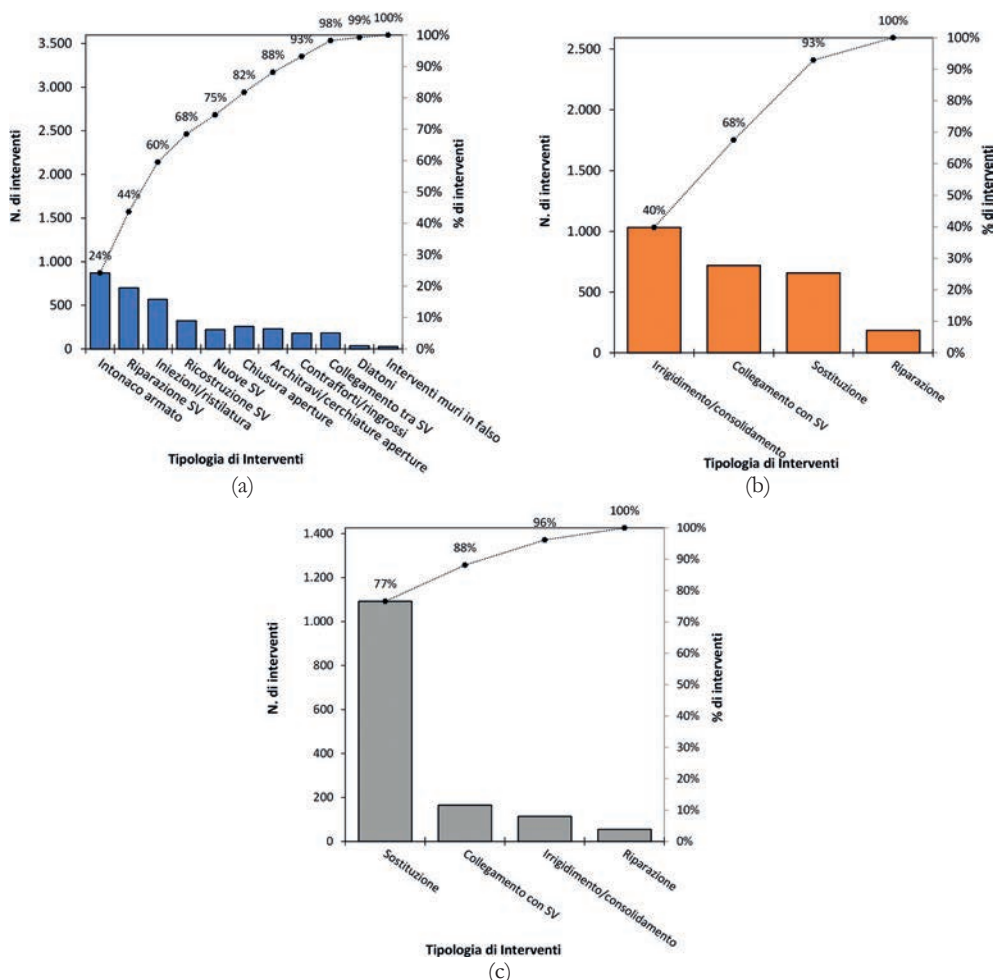 3.500
3.000
2.500
2.000
1.500
1.000
500
0
N. di interventi
24%
44%
60%
68%
75%
82%
88%
93%
98%
99%
100%
100%
90%
80%
70%
60%
50%
40%
30%
20%
10%
0%
% di interventi
Intonaco armato
Riparazione SV
Iniezioni/ristilatura
Ricostruzione SV
Nuove SV
Chiusura aperture
Architravi/cerchiature aperture
Contrafforti/ringrossi
Collegamento tra SV
Diatoni
Interventi muri in falso
Tipologia di Interventi
(a)
2.500
2.000
1.500
1.000
500
0
N. di interventi
40%
68%
93%
100%
100%
90%
80%
70%
60%
50%
40%
30%
20%
10%
0%
% di interventi
Irrigidimento/consolidamento
Collegamento con SV
Sostituzione
Riparazione
Tipologia di Interventi
(b)
1.400
1.200
1.000
800
600
400
200
0
N. di interventi
77%
88%
96%
100%
100%
90%
80%
70%
60%
50%
40%
30%
20%
10%
0%
% di interventi
Sostituzione
Collegamento con SV
Irrigidimento/consolidamento
Riparazione
Tipologia di Interventi
(c)